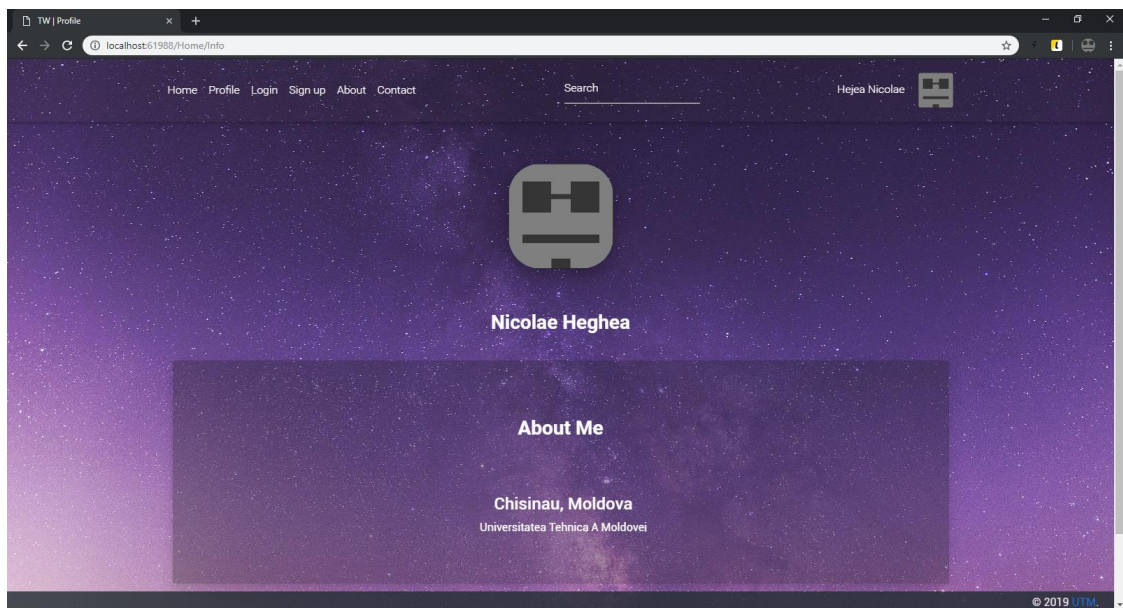 TW | Profile
localhost:61988/Home/Info
Home Profile Login Sign up About Contact
Search
Hejea Nicolae
Nicolae Heghea
About Me
Chisinau, Moldova
Universitatea Tehnica A Moldovei
© 2019 UTM.